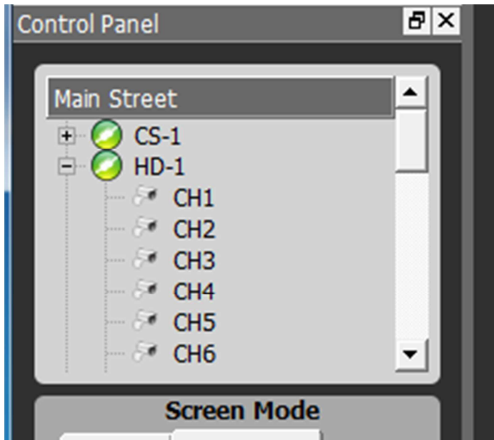 Control Panel
Main Street
CS-1
HD-1
CH1
CH2
CH3
CH4
CH5
CH6
Screen Mode